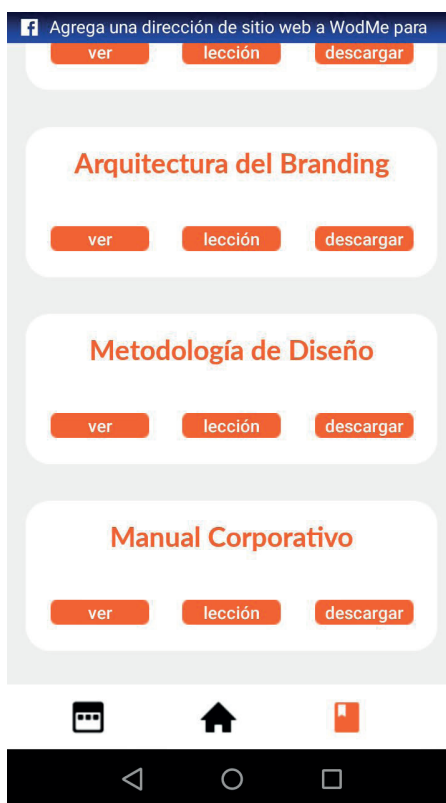 Agrega una dirección de sitio web a WodMe para
ver lección descargar
Arquitectura del Branding
ver lección descargar
Metodología de Diseño
ver lección descargar
Manual Corporativo
ver lección descargar